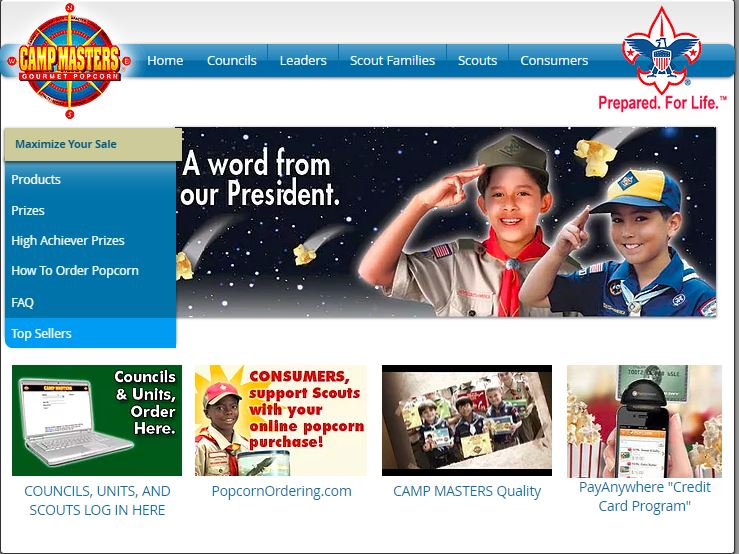 CAMP MASTERS
GOURMET POPCORN
N
W
E
S
Home
Councils
Leaders
Scout Families
Scouts
Consumers
Prepared. For Life.™
Maximize Your Sale
Products
Prizes
High Achiever Prizes
How To Order Popcorn
FAQ
Top Sellers
A word from
our President.
CAMP MASTERS
Councils
& Units,
Order
Here.
CONSUMERS,
support Scouts
with your
online popcorn
purchase!
COUNCILS, UNITS, AND
SCOUTS LOG IN HERE
PopcornOrdering.com
CAMP MASTERS Quality
PayAnywhere "Credit
Card Program"